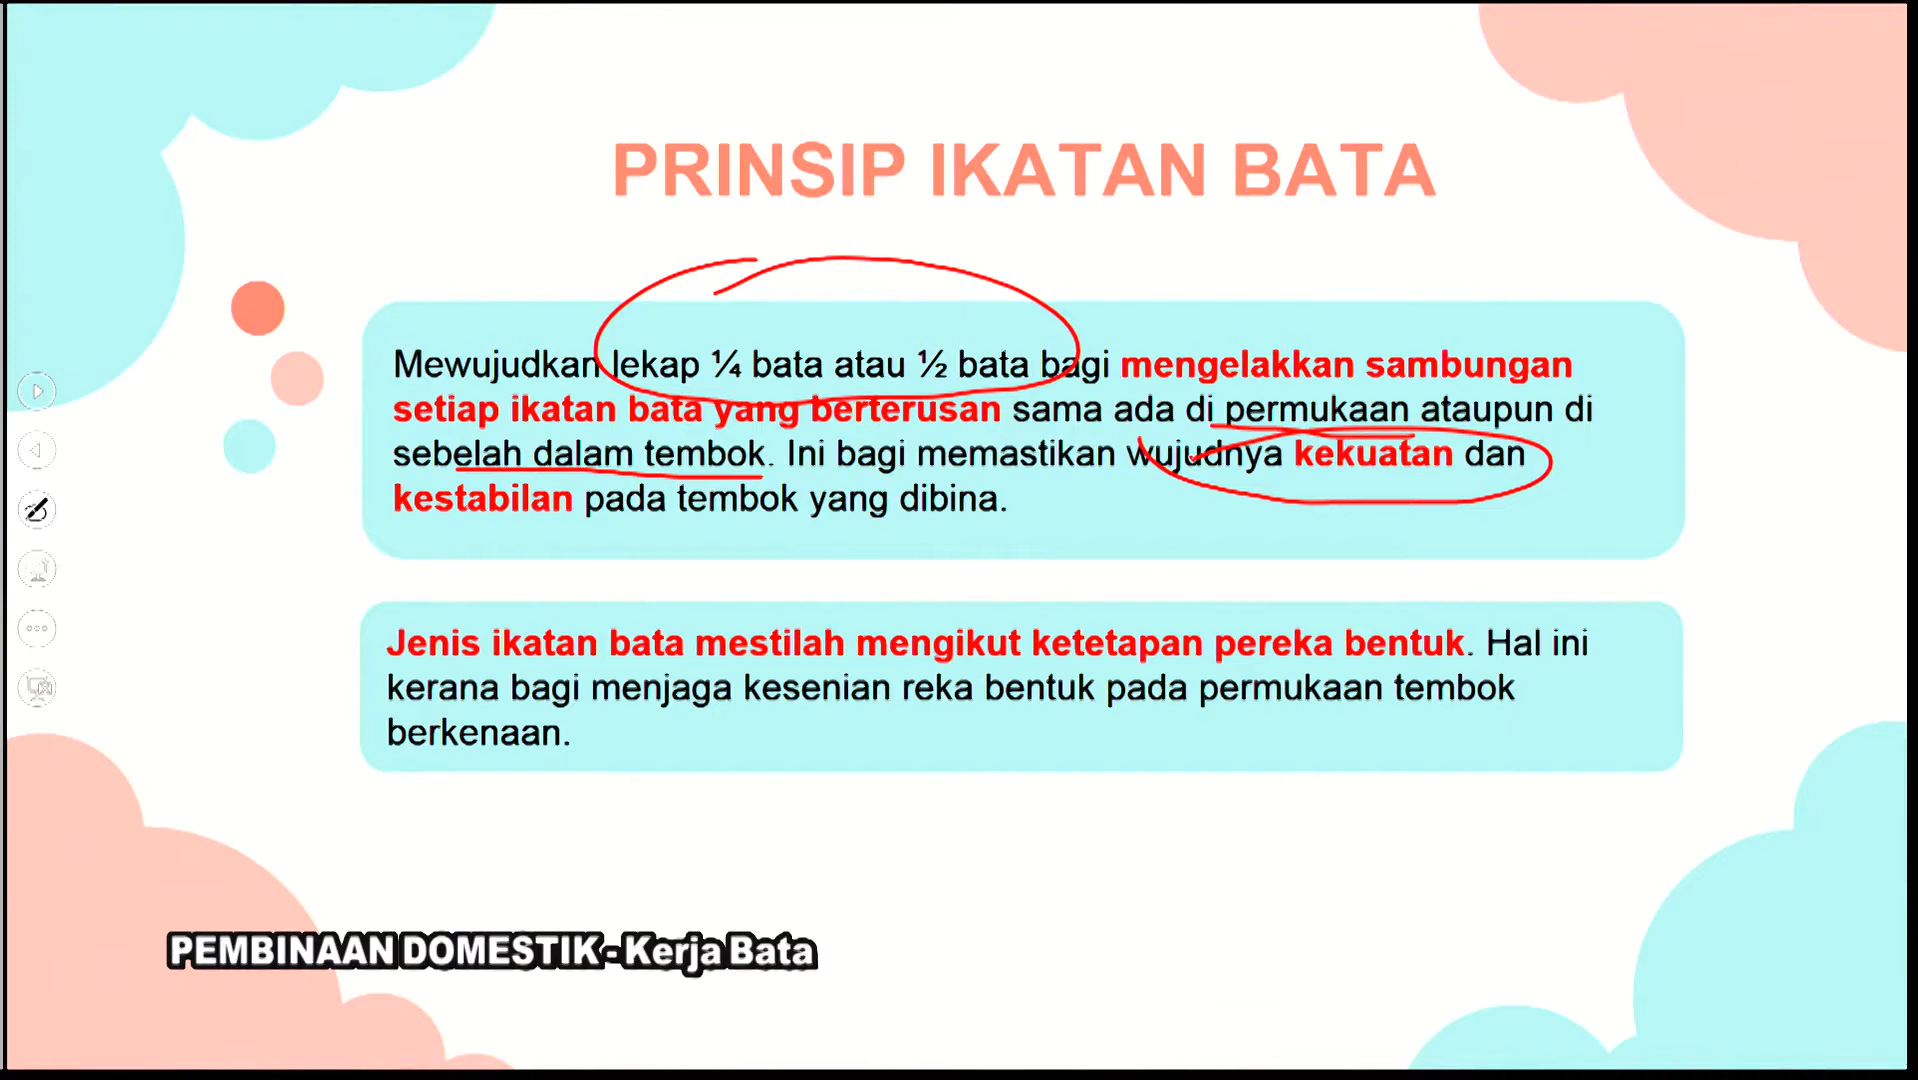 PRINSIP IKATAN BATA
Mewujudkan lekap ¼ bata atau ½ bata bagi mengelakkan sambungan
setiap ikatan bata yang berterusan sama ada di permukaan ataupun di
sebelah dalam tembok. Ini bagi memastikan wujudnya kekuatan dan
kestabilan pada tembok yang dibina.
Jenis ikatan bata mestilah mengikut ketetapan pereka bentuk. Hal ini
kerana bagi menjaga kesenian reka bentuk pada permukaan tembok
berkenaan.
PEMBINAAN DOMESTIK - Kerja Bata